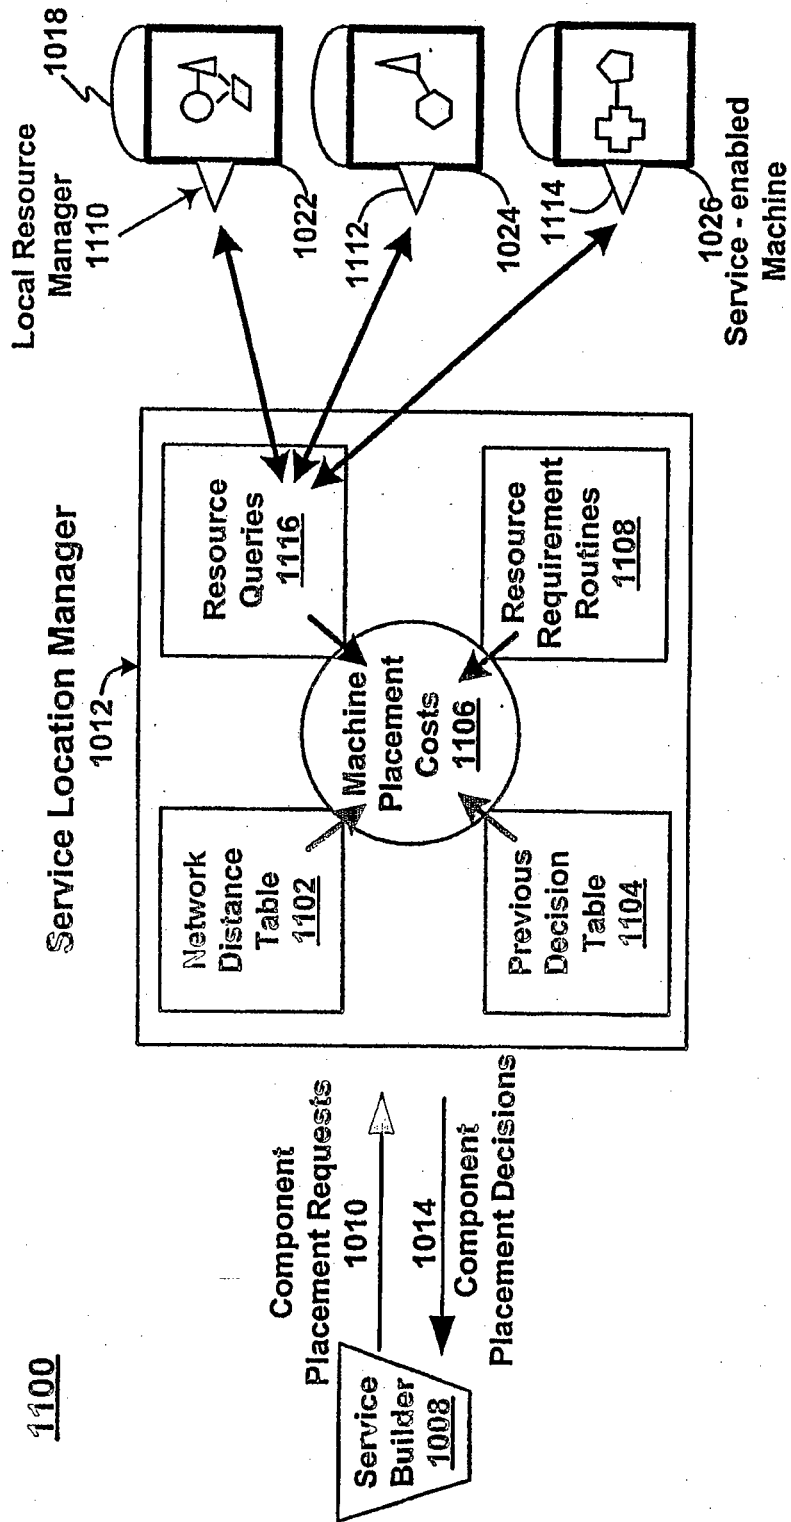 1100
Service
Builder
1008
Component
Placement Requests
1010
1014
Component
Placement Decisions
Service Location Manager
1012
Network
Distance
Table
1102
Previous
Decision
Table
1104
Machine
Placement
Costs
1106
Resource
Queries
1116
Resource
Requirement
Routines
1108
Local Resource
Manager
1110
1018
1022
1112
1024
1114
1026
Service - enabled
Machine